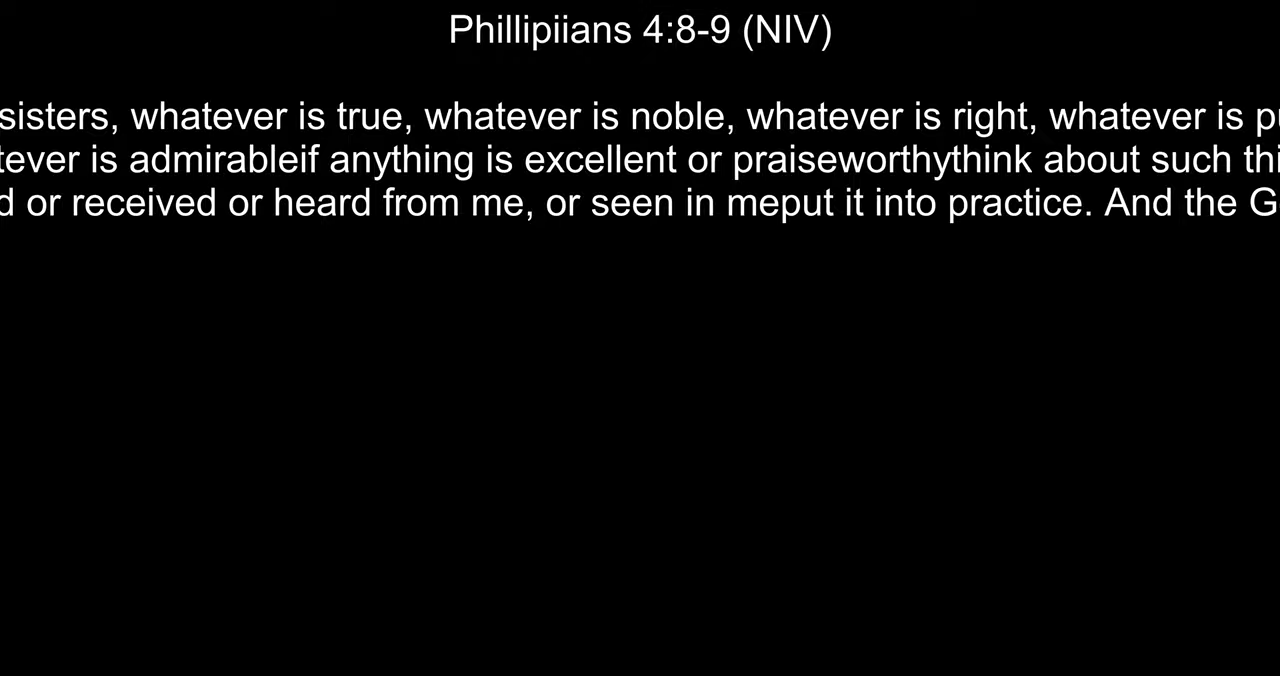 Phillipiians 4:8-9 (NIV)
sisters, whatever is true, whatever is noble, whatever is right, whatever is
is admirableif anything is excellent or praiseworthythink about such
or received or heard from me, or seen in meput it into practice. And the